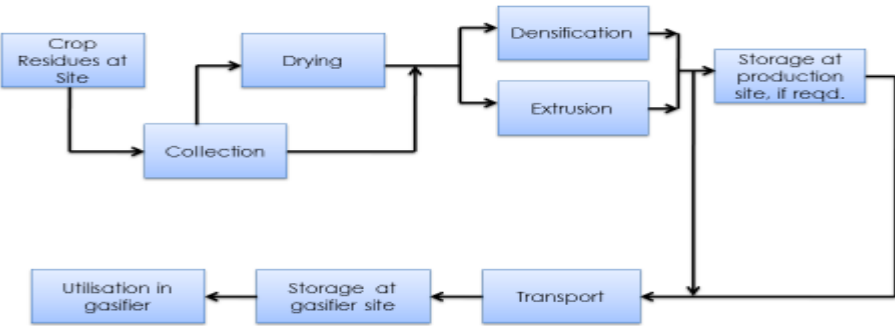 Crop
Residues at
Site
Drying
Collection
Densification
Extrusion
Storage at
production
site, if reqd.
Utilisation in
gasifier
Storage at
gasifier site
Transport